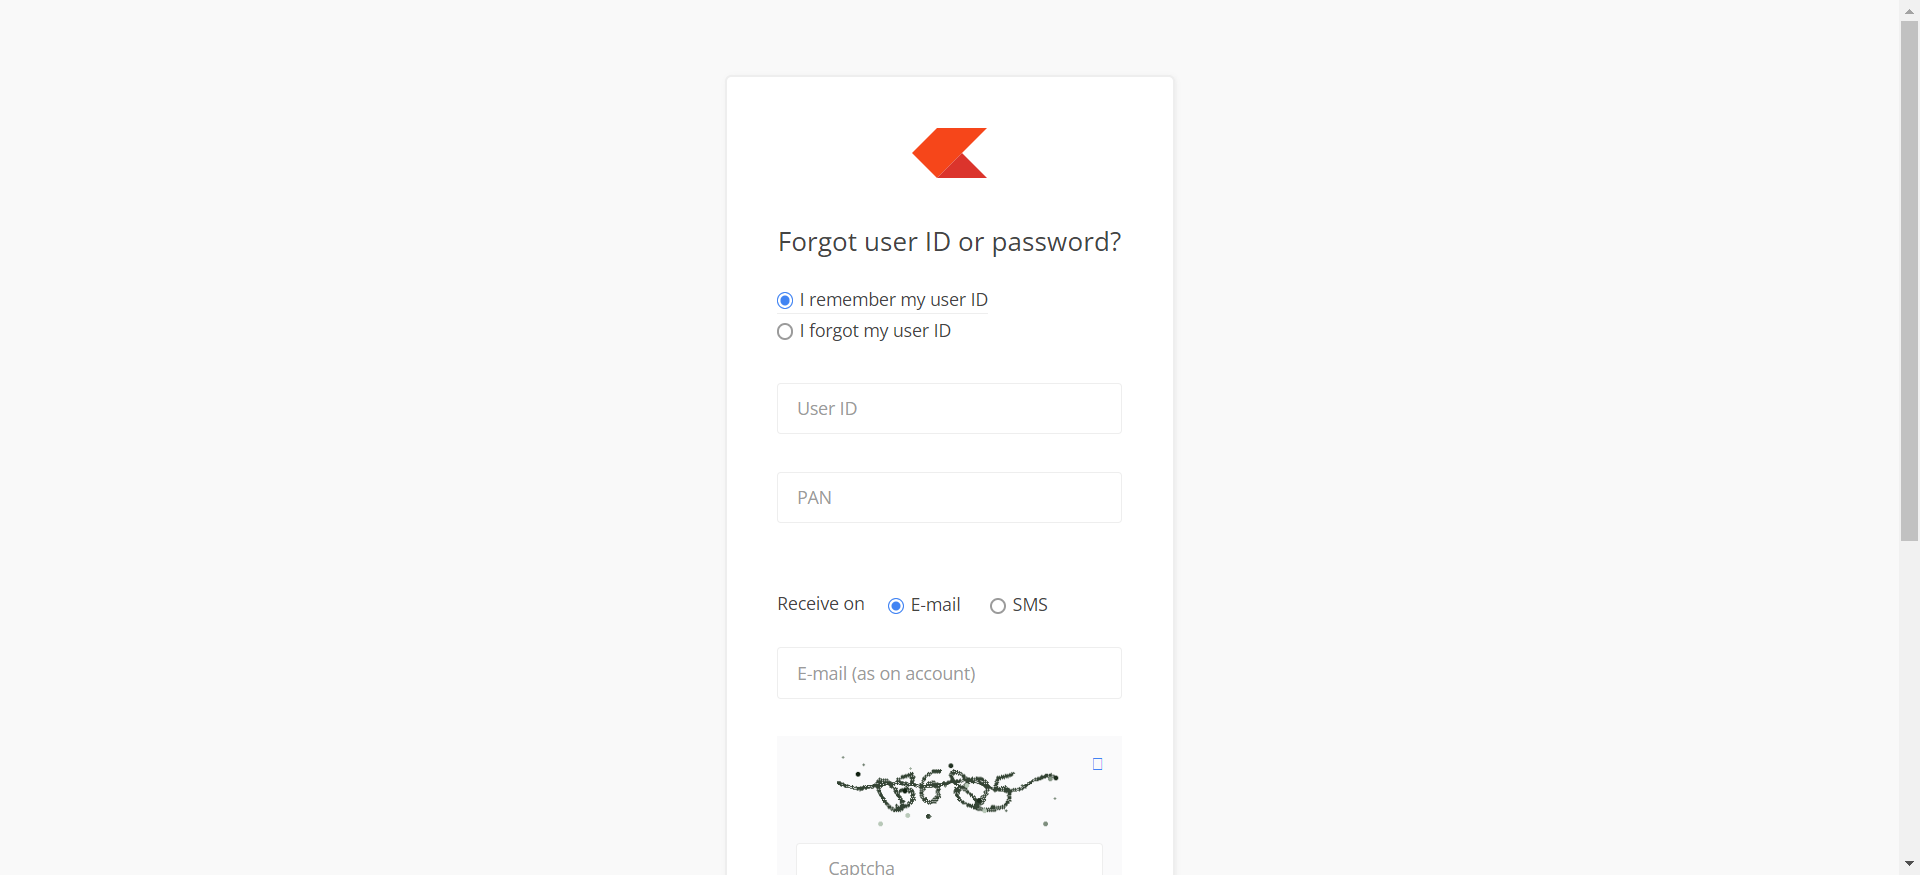 Forgot user ID or password?
I remember my user ID
I forgot my user ID
User ID
PAN
Receive on E-mail SMS
E-mail (as on account)
Captcha